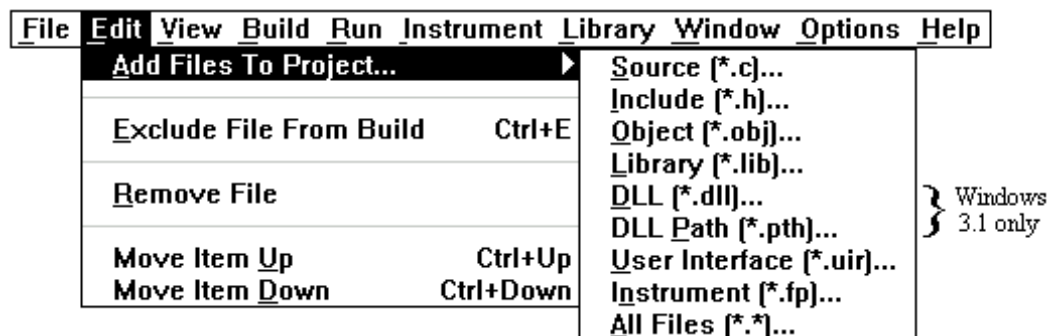 File Edit View Build Run Instrument Library Window Options Help
Add Files To Project...
Exclude File From Build Ctrl+E
Remove File
Move Item Up Ctrl+Up
Move Item Down Ctrl+Down
Source (*.c)...
Include (*.h)...
Object (*.obj)...
Library (*.lib)...
DLL (*.dll)...
DLL Path (*.pth)...
User Interface (*.uir)...
Instrument (*.fp)...
All Files (*.*)...
Windows
3.1 only